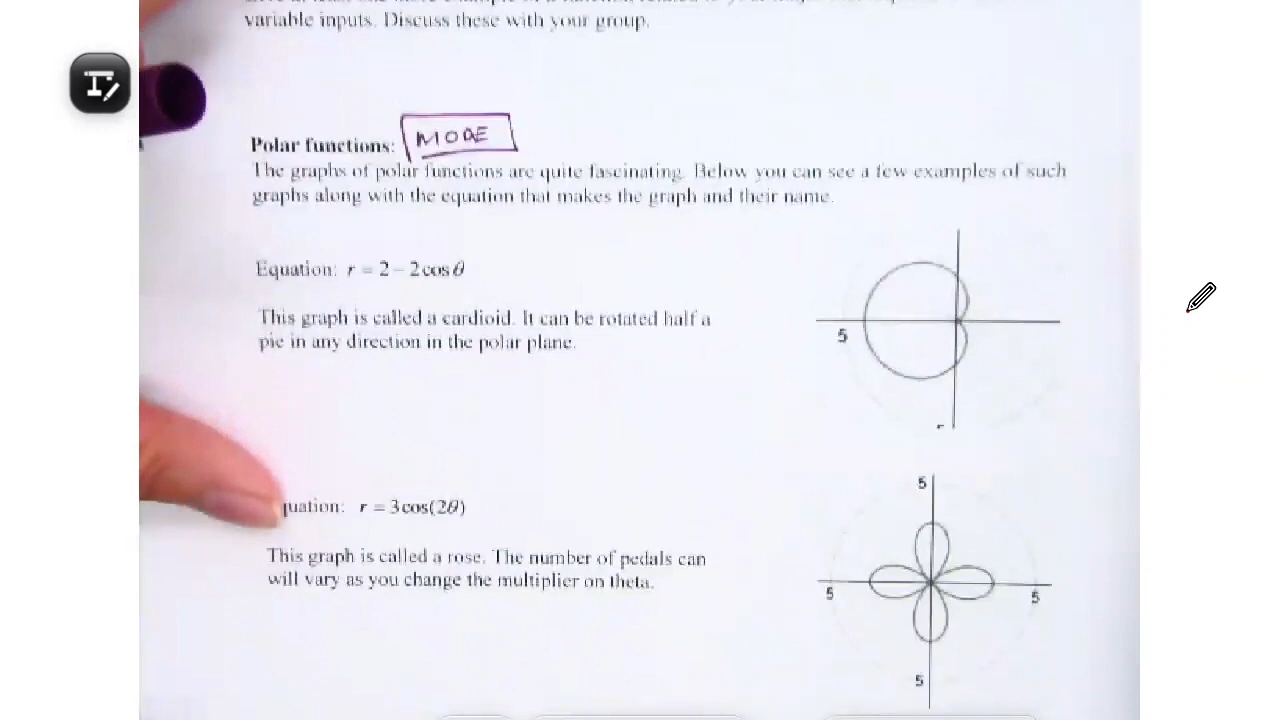 variable inputs. Discuss these with your group.
Polar functions: MODE
The graphs of polar functions are quite fascinating. Below you can see a few examples of such
graphs along with the equation that makes the graph and their name.
Equation: r = 2 – 2cosθ
This graph is called a cardioid. It can be rotated half a
pie in any direction in the polar plane.
5
quation: r = 3cos(2θ)
This graph is called a rose. The number of pedals can
will vary as you change the multiplier on theta.
5
5
5
5